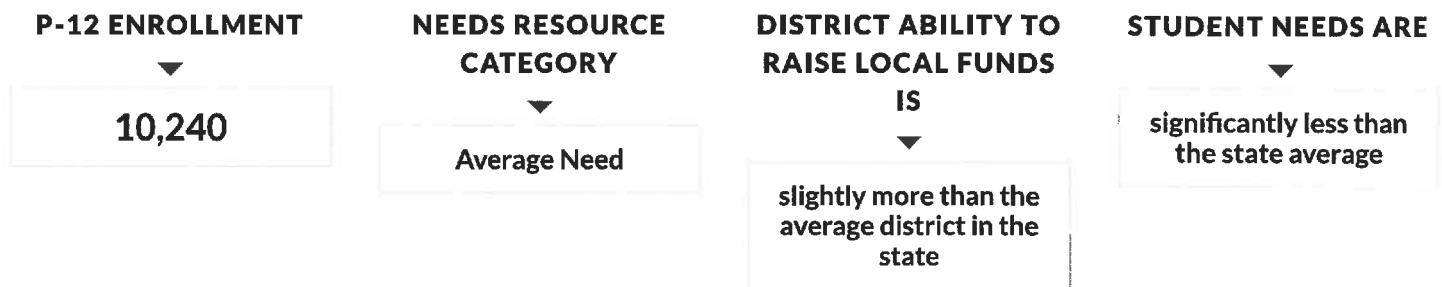 P-12 ENROLLMENT
10,240
NEEDS RESOURCE
CATEGORY
Average Need
DISTRICT ABILITY TO
RAISE LOCAL FUNDS
IS
slightly more than the
average district in the
state
STUDENT NEEDS ARE
significantly less than
the state average